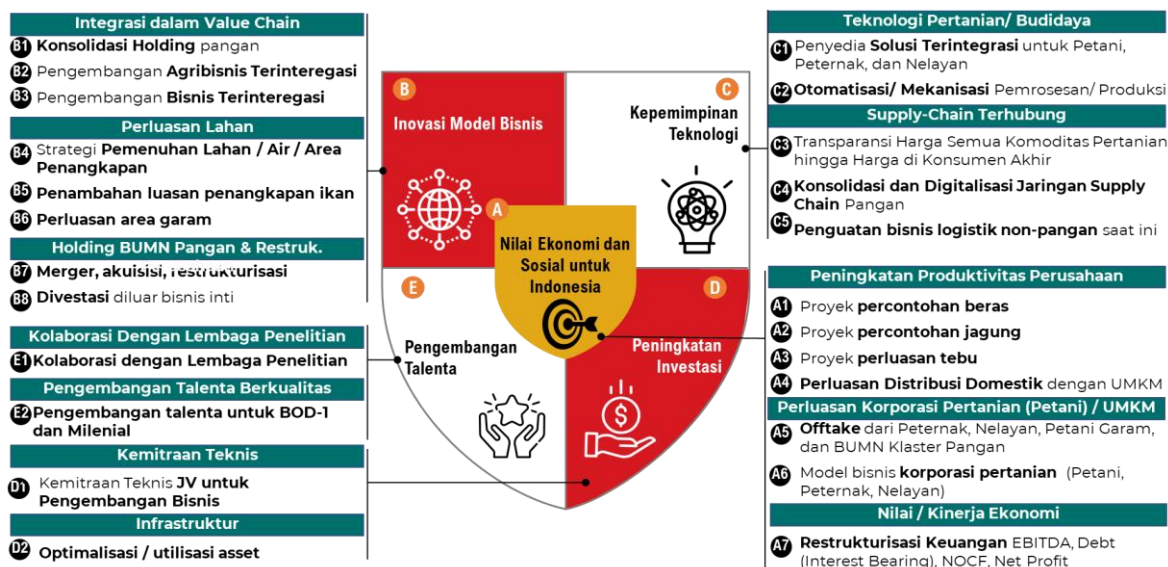 Integrasi dalam Value Chain
B1 Konsolidasi Holding pangan
B2 Pengembangan Agribisnis Terinteregasi
B3 Pengembangan Bisnis Terinteregasi
Perluasan Lahan
B4 Strategi Pemenuhan Lahan / Air / Area
Penangkapan
B5 Penambahan luasan penangkapan ikan
B6 Perluasan area garam
Holding BUMN Pangan & Restruk.
B7 Merger, akuisisi, restrukturisasi
B8 Divestasi diluar bisnis inti
Kolaborasi Dengan Lembaga Penelitian
E1 Kolaborasi dengan Lembaga Penelitian
Pengembangan Talenta Berkualitas
E2 Pengembangan talenta untuk BOD-1
dan Milenial
Kemitraan Teknis
D1 Kemitraan Teknis JV untuk
Pengembangan Bisnis
Infrastruktur
D2 Optimalisasi / utilisasi asset
B
Inovasi Model Bisnis
C
Kepemimpinan
Teknologi
A
Nilai Ekonomi dan
Sosial untuk
Indonesia
E
Pengembangan
Talenta
D
Peningkatan
Investasi
$
Teknologi Pertanian/ Budidaya
C1 Penyedia Solusi Terintegrasi untuk Petani,
Peternak, dan Nelayan
C2 Otomatisasi/ Mekanisasi Pemrosesan/ Produksi
Supply-Chain Terhubung
C3 Transparansi Harga Semua Komoditas Pertanian
hingga Harga di Konsumen Akhir
C4 Konsolidasi dan Digitalisasi Jaringan Supply
Chain Pangan
C5 Penguatan bisnis logistik non-pangan saat ini
Peningkatan Produktivitas Perusahaan
A1 Proyek percontohan beras
A2 Proyek percontohan jagung
A3 Proyek perluasan tebu
A4 Perluasan Distribusi Domestik dengan UMKM
Perluasan Korporasi Pertanian (Petani) / UMKM
A5 Offtake dari Peternak, Nelayan, Petani Garam,
dan BUMN Klaster Pangan
A6 Model bisnis korporasi pertanian (Petani,
Peternak, Nelayan)
Nilai / Kinerja Ekonomi
A7 Restrukturisasi Keuangan EBITDA, Debt
(Interest Bearing), NOCF, Net Profit